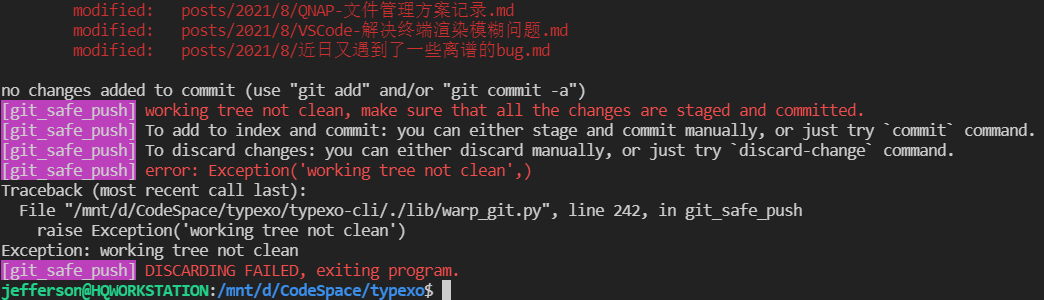 modified:   posts/2021/8/QNAP-文件管理方案记录.md
modified:   posts/2021/8/VSCode-解决终端渲染模糊问题.md
modified:   posts/2021/8/近日又遇到了一些离谱的bug.md
no changes added to commit (use "git add" and/or "git commit -a")
[git_safe_push] working tree not clean, make sure that all the changes are staged and committed.
[git_safe_push] To add to index and commit: you can either stage and commit manually, or just try `commit` command.
[git_safe_push] To discard changes: you can either discard manually, or just try `discard-change` command.
[git_safe_push] error: Exception('working tree not clean',)
Traceback (most recent call last):
  File "/mnt/d/CodeSpace/typexo/typexo-cli/./lib/warp_git.py", line 242, in git_safe_push
    raise Exception('working tree not clean')
Exception: working tree not clean
[git_safe_push] DISCARDING FAILED, exiting program.
jefferson@HQWORKSTATION:/mnt/d/CodeSpace/typexo$